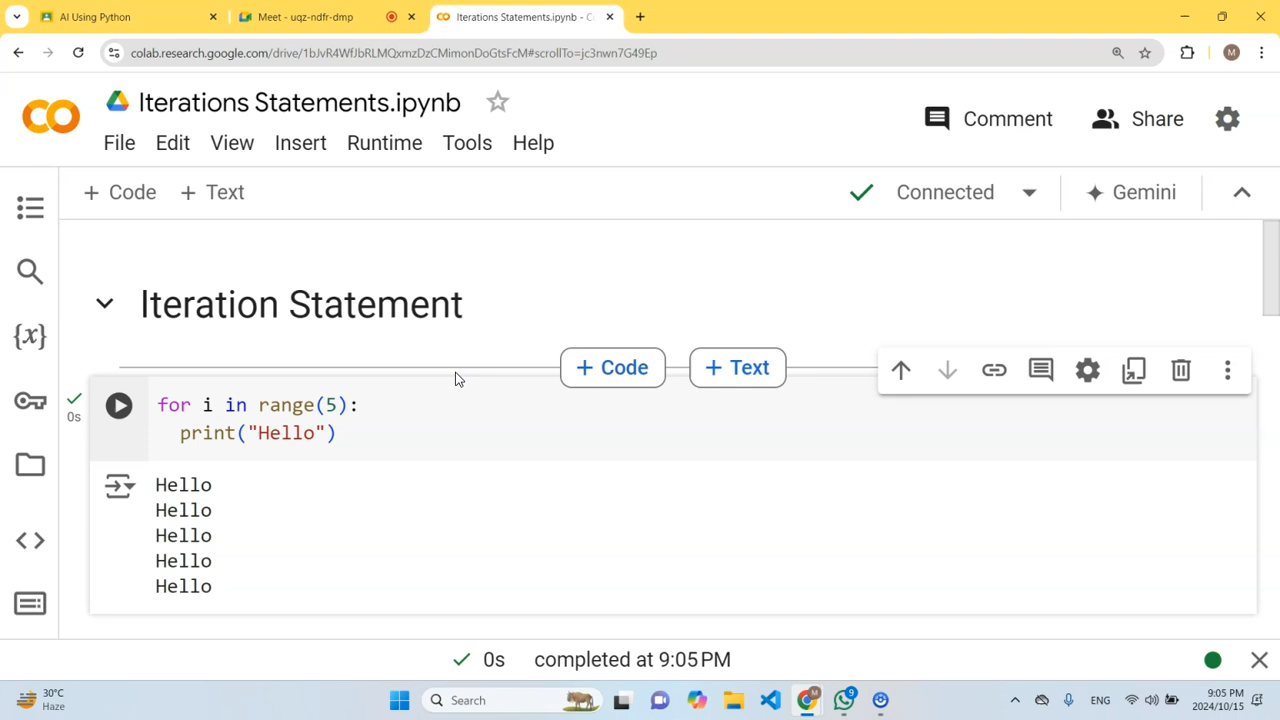 AI Using Python
Meet - uqz-ndfr-dmp
Iterations Statements.ipynb - C
colab.research.google.com/drive/1bJvR4WfJbRLMQxmzDzCMimonDoGtsFcM#scrollTo=jc3nwn7G49Ep
M
CO
Iterations Statements.ipynb
Comment
Share
File Edit View Insert Runtime Tools Help
+ Code + Text
Connected
Gemini
Iteration Statement
+ Code
+ Text
{x}
0s
for i in range(5):
print("Hello")
Hello
Hello
Hello
Hello
Hello
0s completed at 9:05 PM
30°C
Haze
Search
M
9
ENG
9:05 PM
2024/10/15